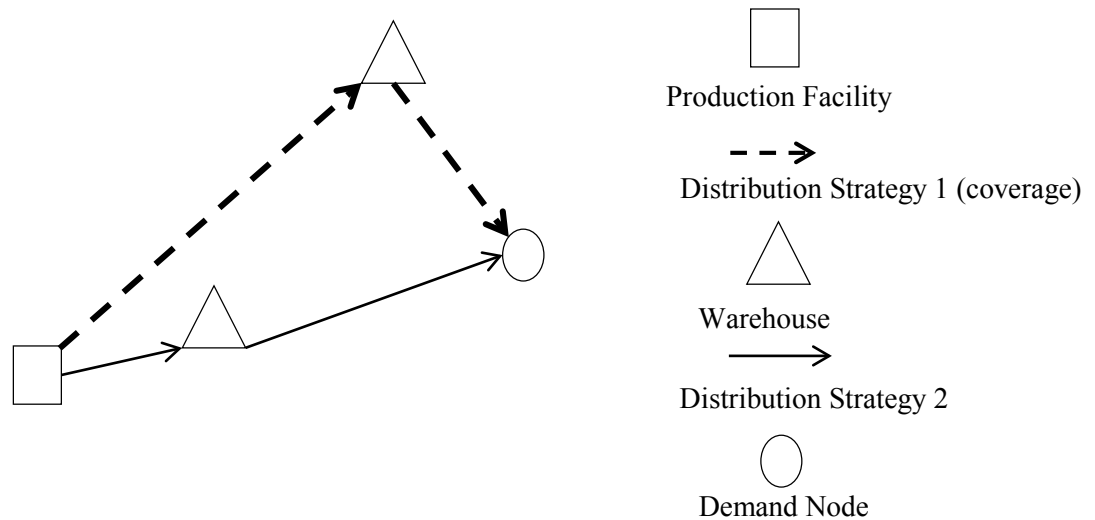 Production Facility
Distribution Strategy 1 (coverage)
Warehouse
Distribution Strategy 2
Demand Node